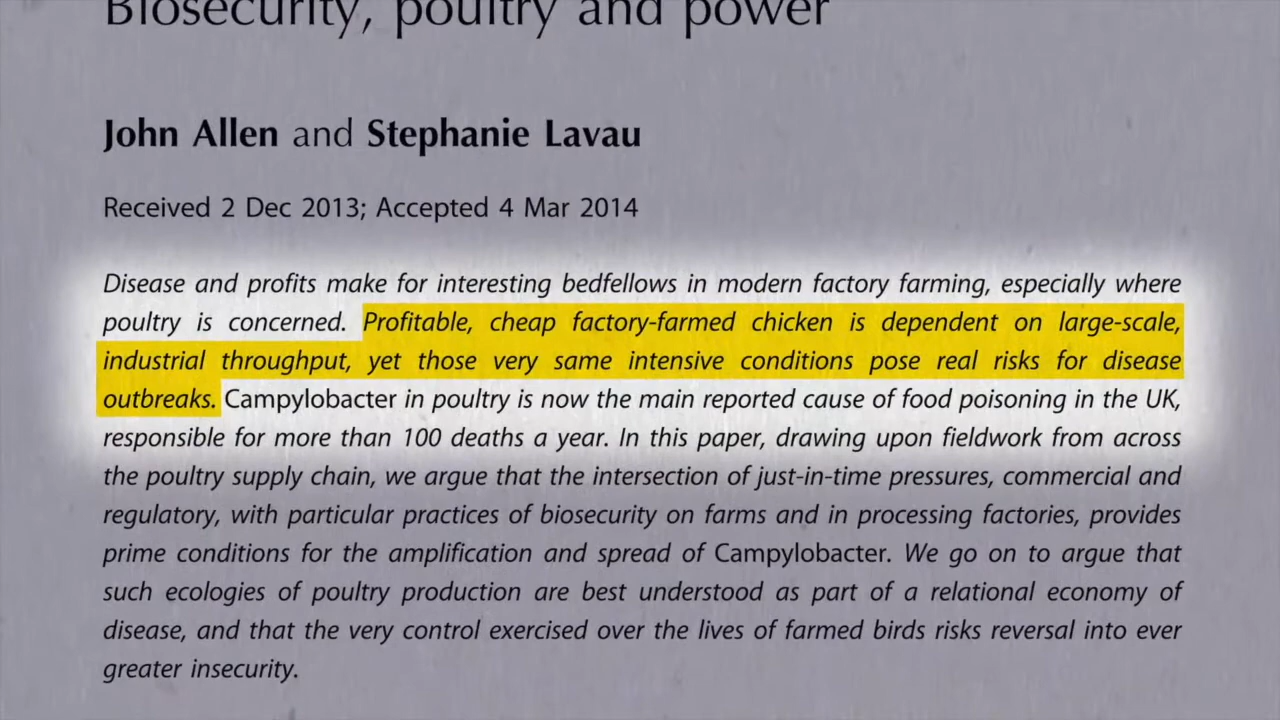 Biosecurity, poultry and power
John Allen and Stephanie Lavau
Received 2 Dec 2013; Accepted 4 Mar 2014
Disease and profits make for interesting bedfellows in modern factory farming, especially where
poultry is concerned. Profitable, cheap factory-farmed chicken is dependent on large-scale,
industrial throughput, yet those very same intensive conditions pose real risks for disease
outbreaks. Campylobacter in poultry is now the main reported cause of food poisoning in the UK,
responsible for more than 100 deaths a year. In this paper, drawing upon fieldwork from across
the poultry supply chain, we argue that the intersection of just-in-time pressures, commercial and
regulatory, with particular practices of biosecurity on farms and in processing factories, provides
prime conditions for the amplification and spread of Campylobacter. We go on to argue that
such ecologies of poultry production are best understood as part of a relational economy of
disease, and that the very control exercised over the lives of farmed birds risks reversal into ever
greater insecurity.